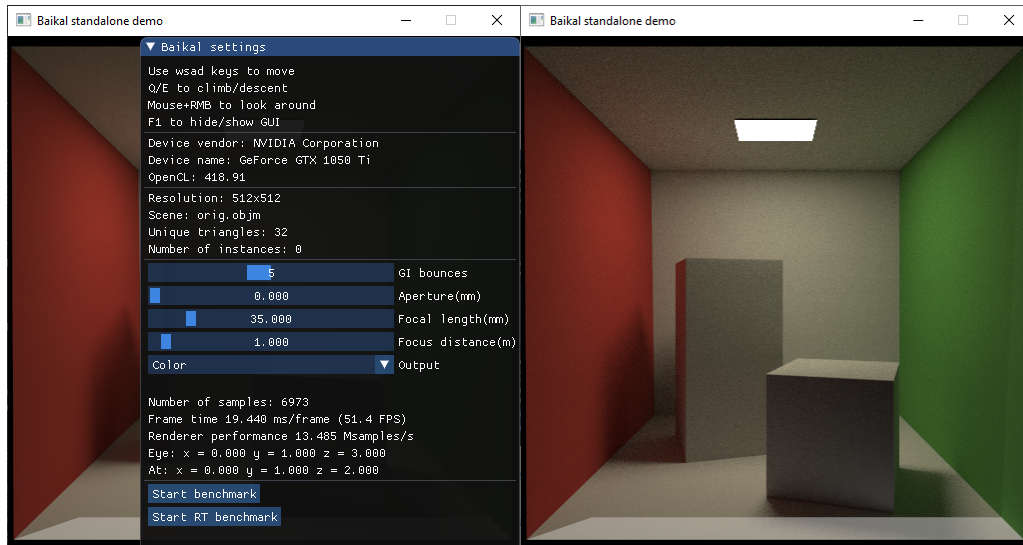 Baikal standalone demo
Baikal settings
Use wsad keys to move
Q/E to climb/descent
Mouse+RMB to look around
F1 to hide/show GUI
Device vendor: NVIDIA Corporation
Device name: GeForce GTX 1050 Ti
OpenCL: 418.91
Resolution: 512x512
Scene: orig.objm
Unique triangles: 32
Number of instances: 0
5 GI bounces
0.000 Aperture(mm)
35.000 Focal length(mm)
1.000 Focus distance(m)
Color Output
Number of samples: 6973
Frame time 19.440 ms/frame (51.4 FPS)
Renderer performance 13.485 Msamples/s
Eye: x = 0.000 y = 1.000 z = 3.000
At: x = 0.000 y = 1.000 z = 2.000
Start benchmark
Start RT benchmark
Baikal standalone demo